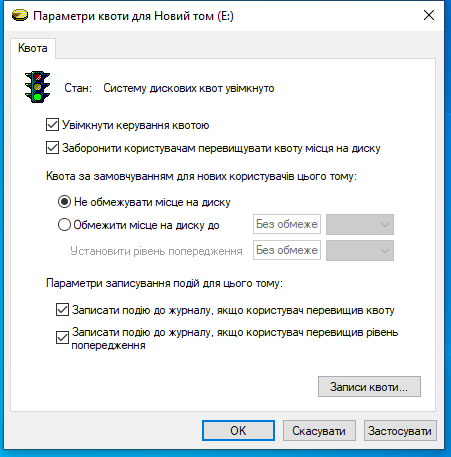 Параметри квоти для Новий том (E:)
Квота
Стан: Систему дискових квот увімкнуто
Увімкнути керування квотою
Заборонити користувачам перевищувати квоту місця на диску
Квота за замовчуванням для нових користувачів цього тому:
Не обмежувати місце на диску
Обмежити місце на диску до Без обмеже
Установити рівень попередження Без обмеже
Параметри записування подій для цього тому:
Записати подію до журналу, якщо користувач перевищив квоту
Записати подію до журналу, якщо користувач перевищив рівень
попередження
Записи квоти...
OK Скасувати Застосувати